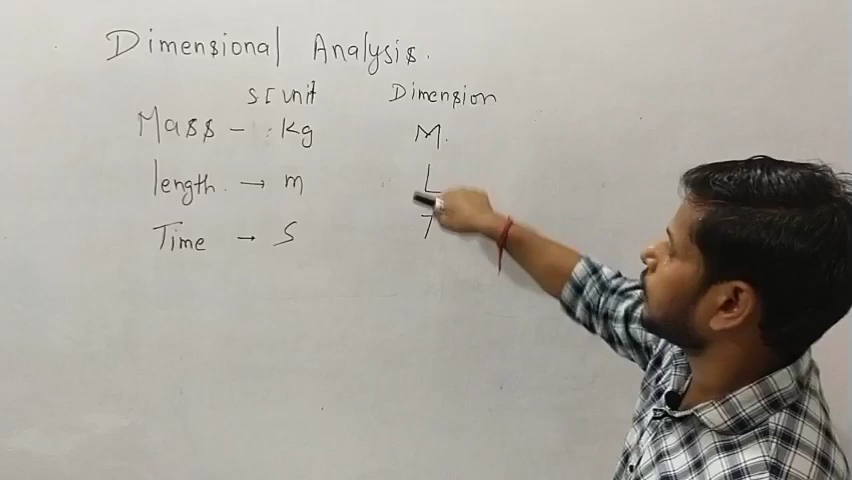 Dimensional Analysis.
SI unit Dimension
Mass - Kg M.
length. → m L
Time → S T